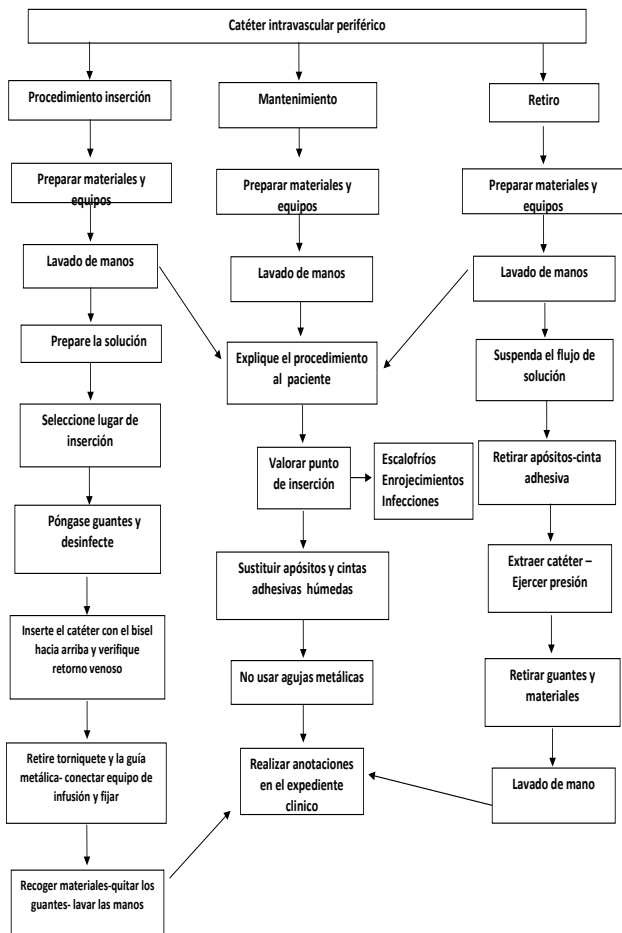 Catéter intravascular periférico
Procedimiento inserción
Mantenimiento
Retiro
Preparar materiales y
equipos
Preparar materiales y
equipos
Preparar materiales y
equipos
Lavado de manos
Lavado de manos
Lavado de manos
Prepare la solución
Explique el procedimiento
al paciente
Suspenda el flujo de
solución
Seleccione lugar de
inserción
Valorar punto
de inserción
Escalofríos
Enrojecimientos
Infecciones
Retirar apósitos-cinta
adhesiva
Póngase guantes y
desinfecte
Sustituir apósitos y cintas
adhesivas húmedas
Extraer catéter –
Ejercer presión
Inserte el catéter con el bisel
hacia arriba y verifique
retorno venoso
No usar agujas metálicas
Retirar guantes y
materiales
Retire torniquete y la guía
metálica- conectar equipo de
infusión y fijar
Realizar anotaciones
en el expediente
clinico
Lavado de mano
Recoger materiales-quitar los
guantes- lavar las manos